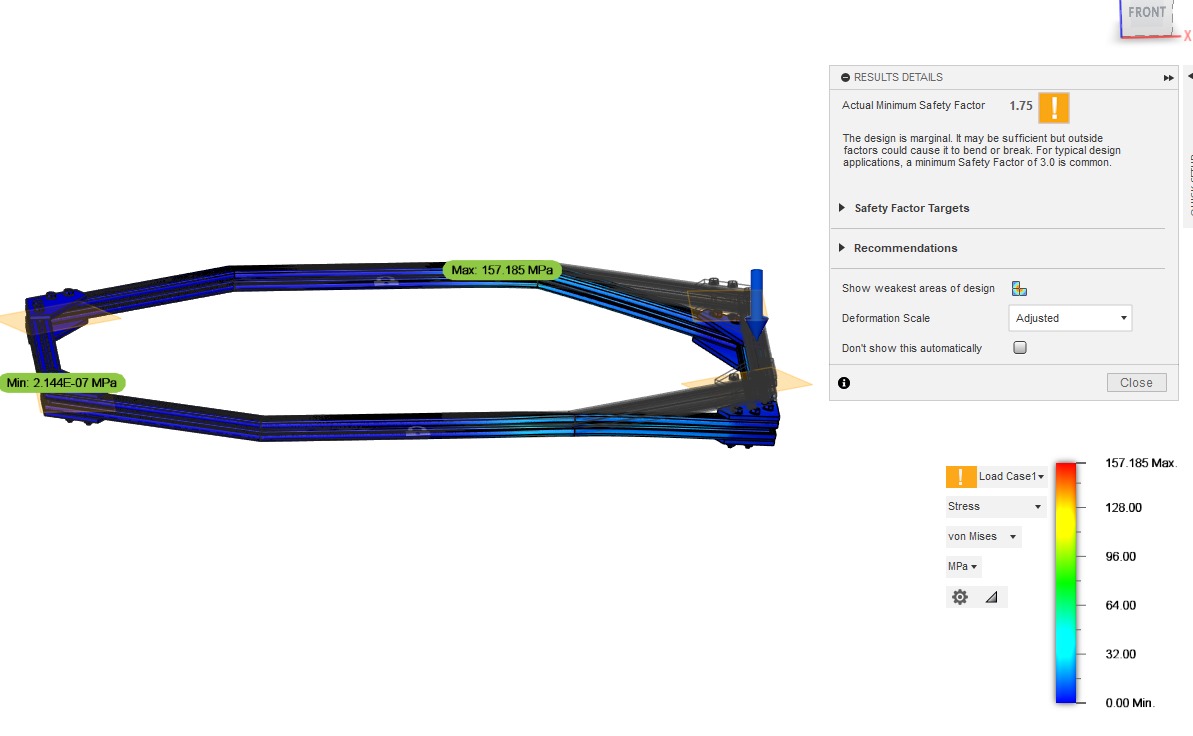 FRONT
X
RESULTS DETAILS
Actual Minimum Safety Factor 1.75
The design is marginal. It may be sufficient but outside
factors could cause it to bend or break. For typical design
applications, a minimum Safety Factor of 3.0 is common.
Safety Factor Targets
Recommendations
Show weakest areas of design
Deformation Scale Adjusted
Don't show this automatically
Close
Max: 157.185 MPa
Min: 2.144E-07 MPa
Load Case1
Stress
von Mises
MPa
157.185 Max.
128.00
96.00
64.00
32.00
0.00 Min.